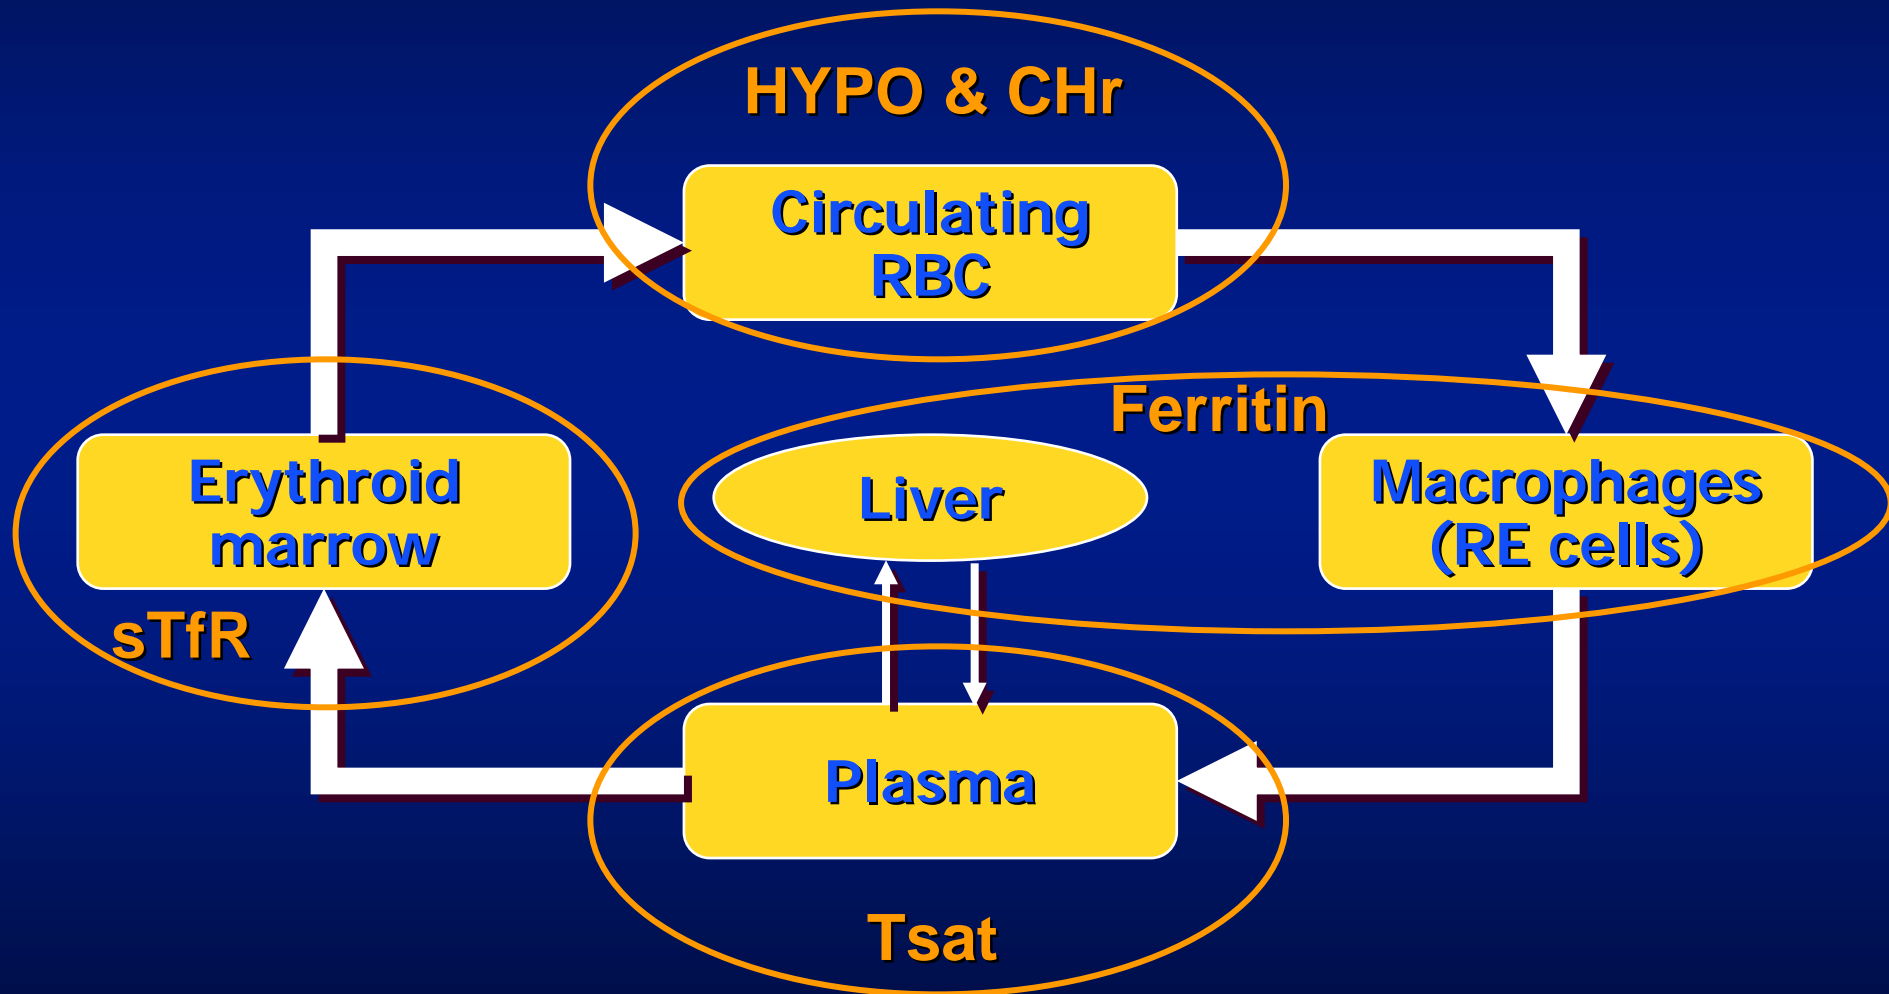 HYPO & CHr
Circulating
RBC
Ferritin
Erythroid
marrow
Liver
Macrophages
(RE cells)
sTfR
Plasma
Tsat